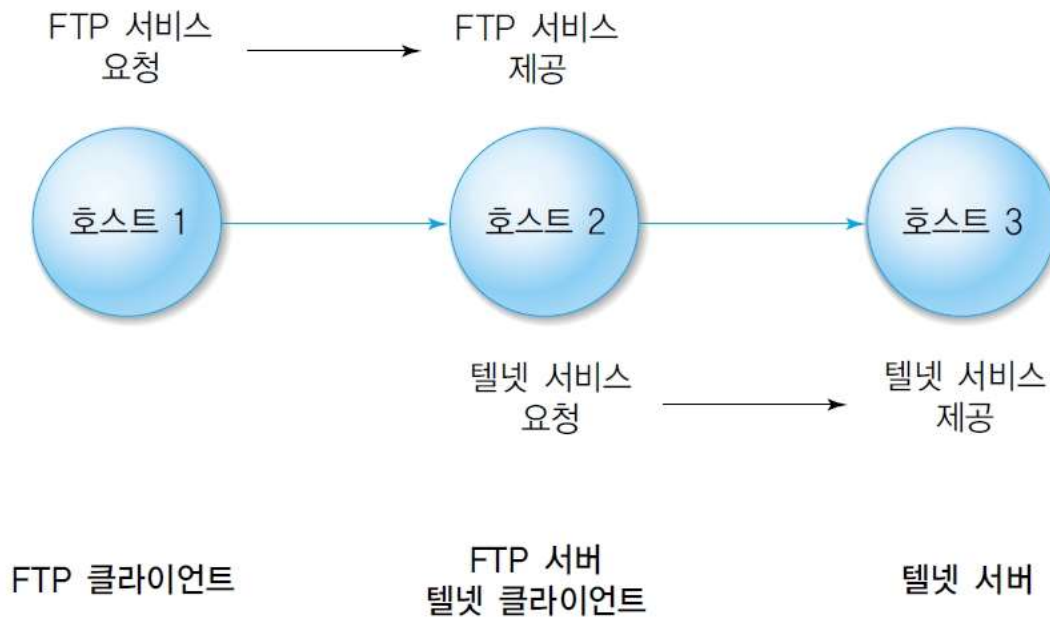 FTP 서비스
요청
FTP 서비스
제공
호스트 1
호스트 2
호스트 3
텔넷 서비스
요청
텔넷 서비스
제공
FTP 클라이언트
FTP 서버
텔넷 클라이언트
텔넷 서버